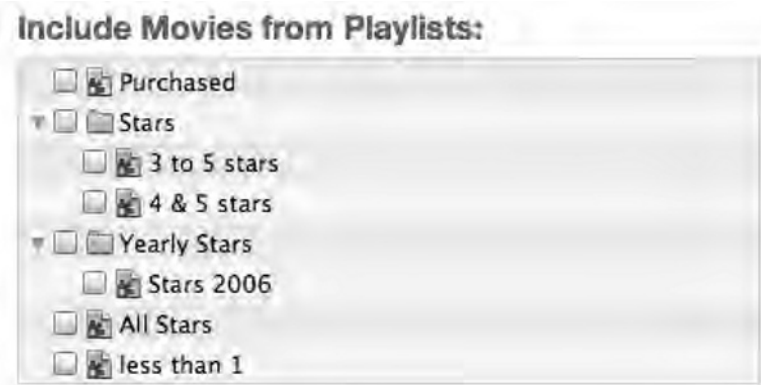 Include Movies from Playlists:
Purchased
Stars
3 to 5 stars
4 & 5 stars
Yearly Stars
Stars 2006
All Stars
less than 1